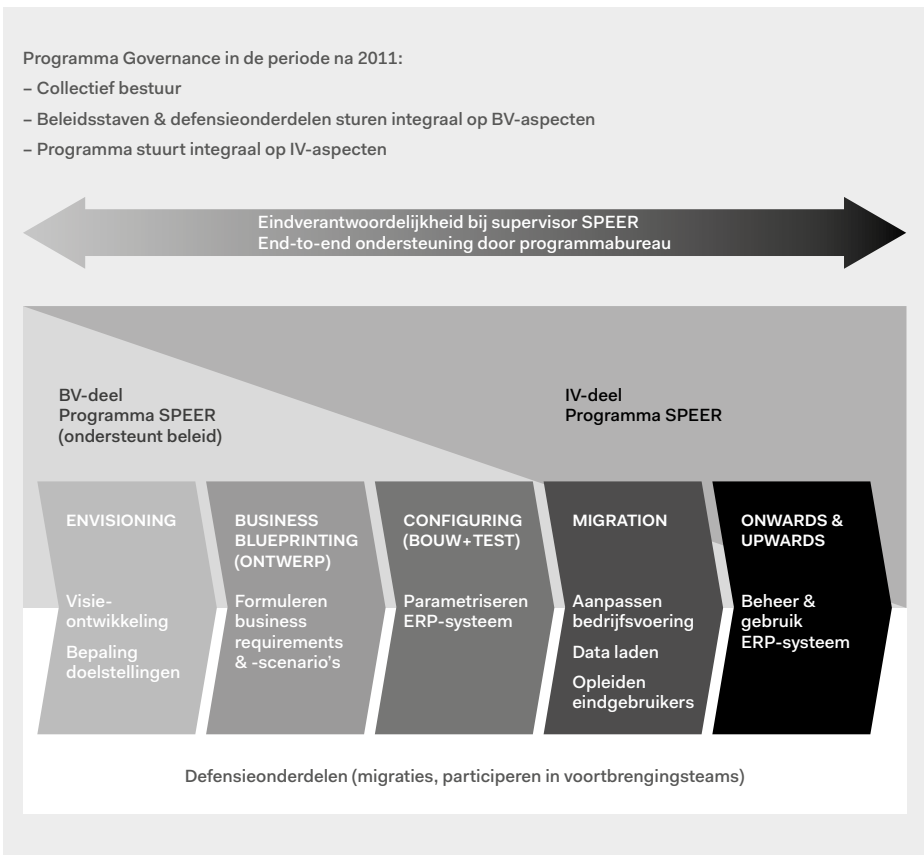 Programma Governance in de periode na 2011:
– Collectief bestuur
– Beleidsstaven & defensieonderdelen sturen integraal op BV-aspecten
– Programma stuurt integraal op IV-aspecten
Eindverantwoordelijkheid bij supervisor SPEER
End-to-end ondersteuning door programmabureau
BV-deel
Programma SPEER
(ondersteunt beleid)
IV-deel
Programma SPEER
ENVISIONING
Visie-
ontwikkeling
Bepaling
doelstellingen
BUSINESS
BLUEPRINTING
(ONTWERP)
Formuleren
business
requirements
& -scenario's
CONFIGURING
(BOUW+TEST)
Parametriseren
ERP-systeem
MIGRATION
Aanpassen
bedrijfsvoering
Data laden
Opleiden
eindgebruikers
ONWARDS &
UPWARDS
Beheer &
gebruik
ERP-systeem
Defensieonderdelen (migraties, participeren in voortbrengingsteams)